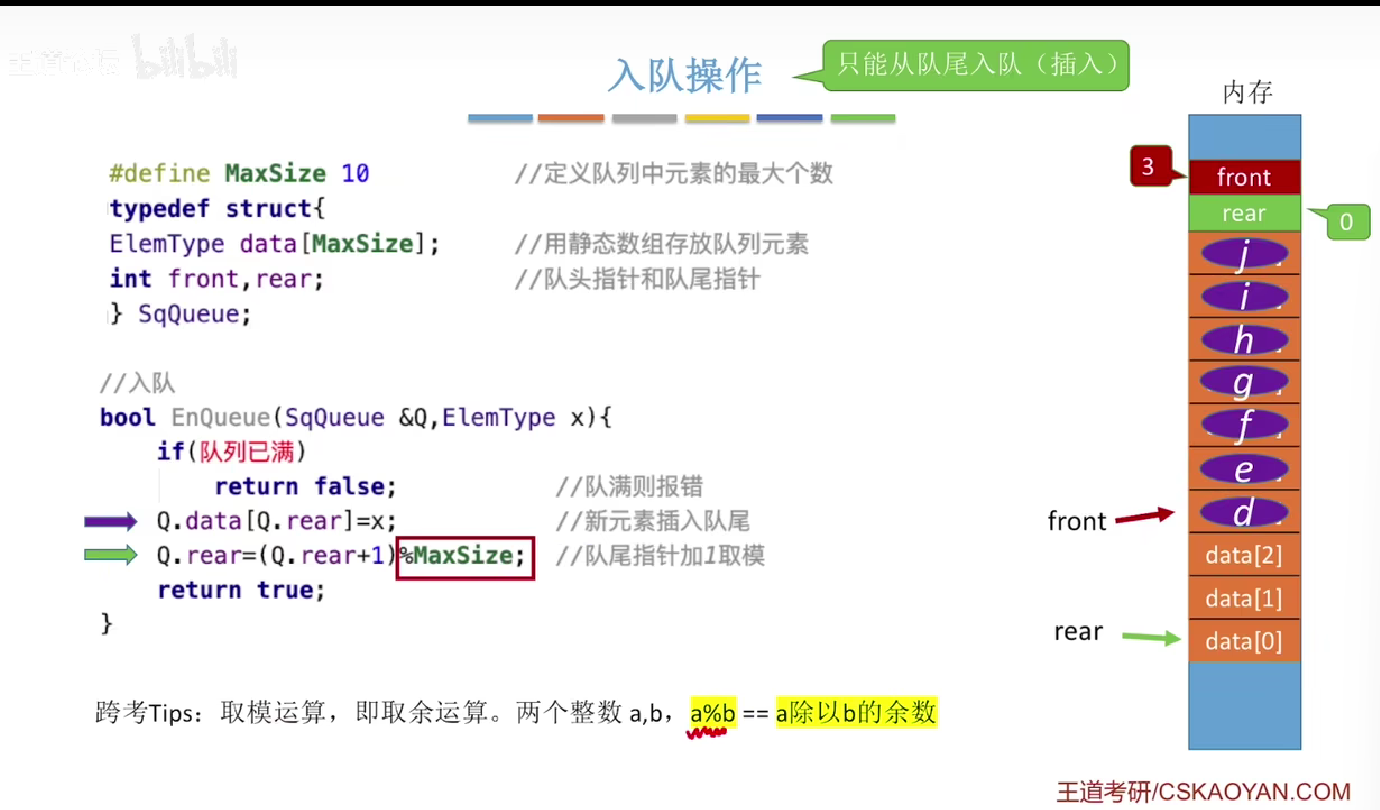 王道论坛 bilibili
入队操作
只能从队尾入队（插入）
#define MaxSize 10 //定义队列中元素的最大个数
typedef struct{
ElemType data[MaxSize]; //用静态数组存放队列元素
int front,rear; //队头指针和队尾指针
} SqQueue;
//入队
bool EnQueue(SqQueue &Q,ElemType x){
if(队列已满)
return false; //队满则报错
Q.data[Q.rear]=x; //新元素插入队尾
Q.rear=(Q.rear+1)%MaxSize; //队尾指针加1取模
return true;
}
跨考Tips：取模运算，即取余运算。两个整数 a,b，a%b == a除以b的余数
内存
3
front
rear
0
j
i
h
g
f
e
front
d
data[2]
data[1]
rear
data[0]
王道考研/CSKAOYAN.COM